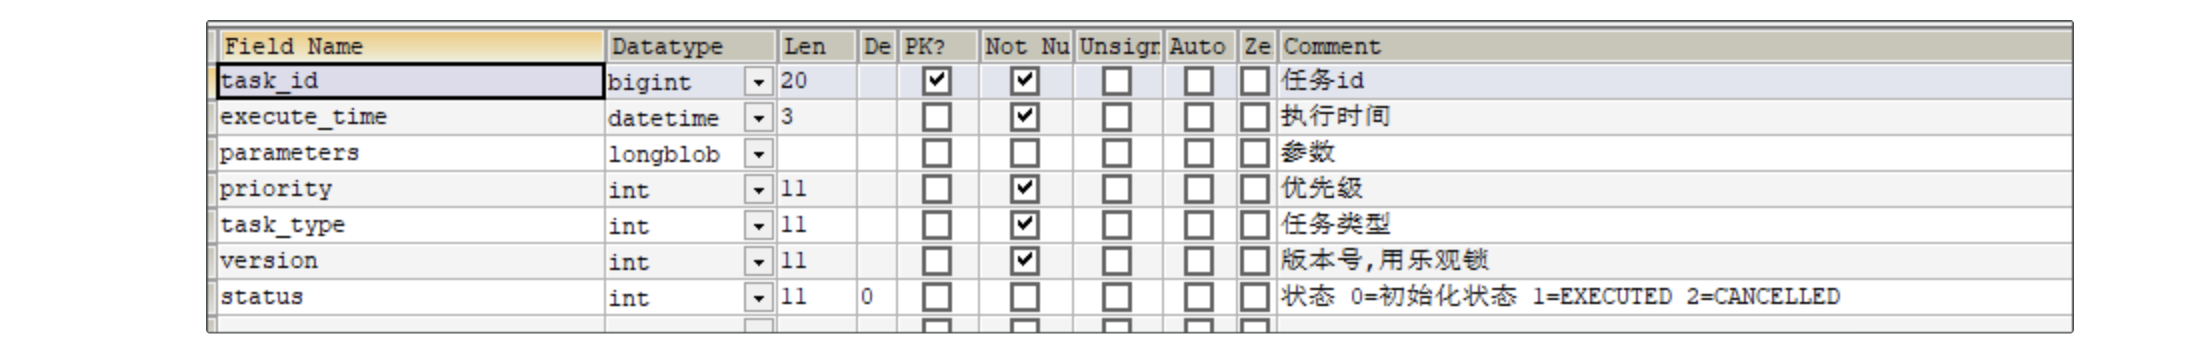 Field Name Datatype Len De PK? Not Nu Unsign Auto Ze Comment
task_id bigint 20 任务id
execute_time datetime 3 执行时间
parameters longblob 参数
priority int 11 优先级
task_type int 11 任务类型
version int 11 版本号,用乐观锁
status int 11 0 状态 0=初始化状态 1=EXECUTED 2=CANCELLED